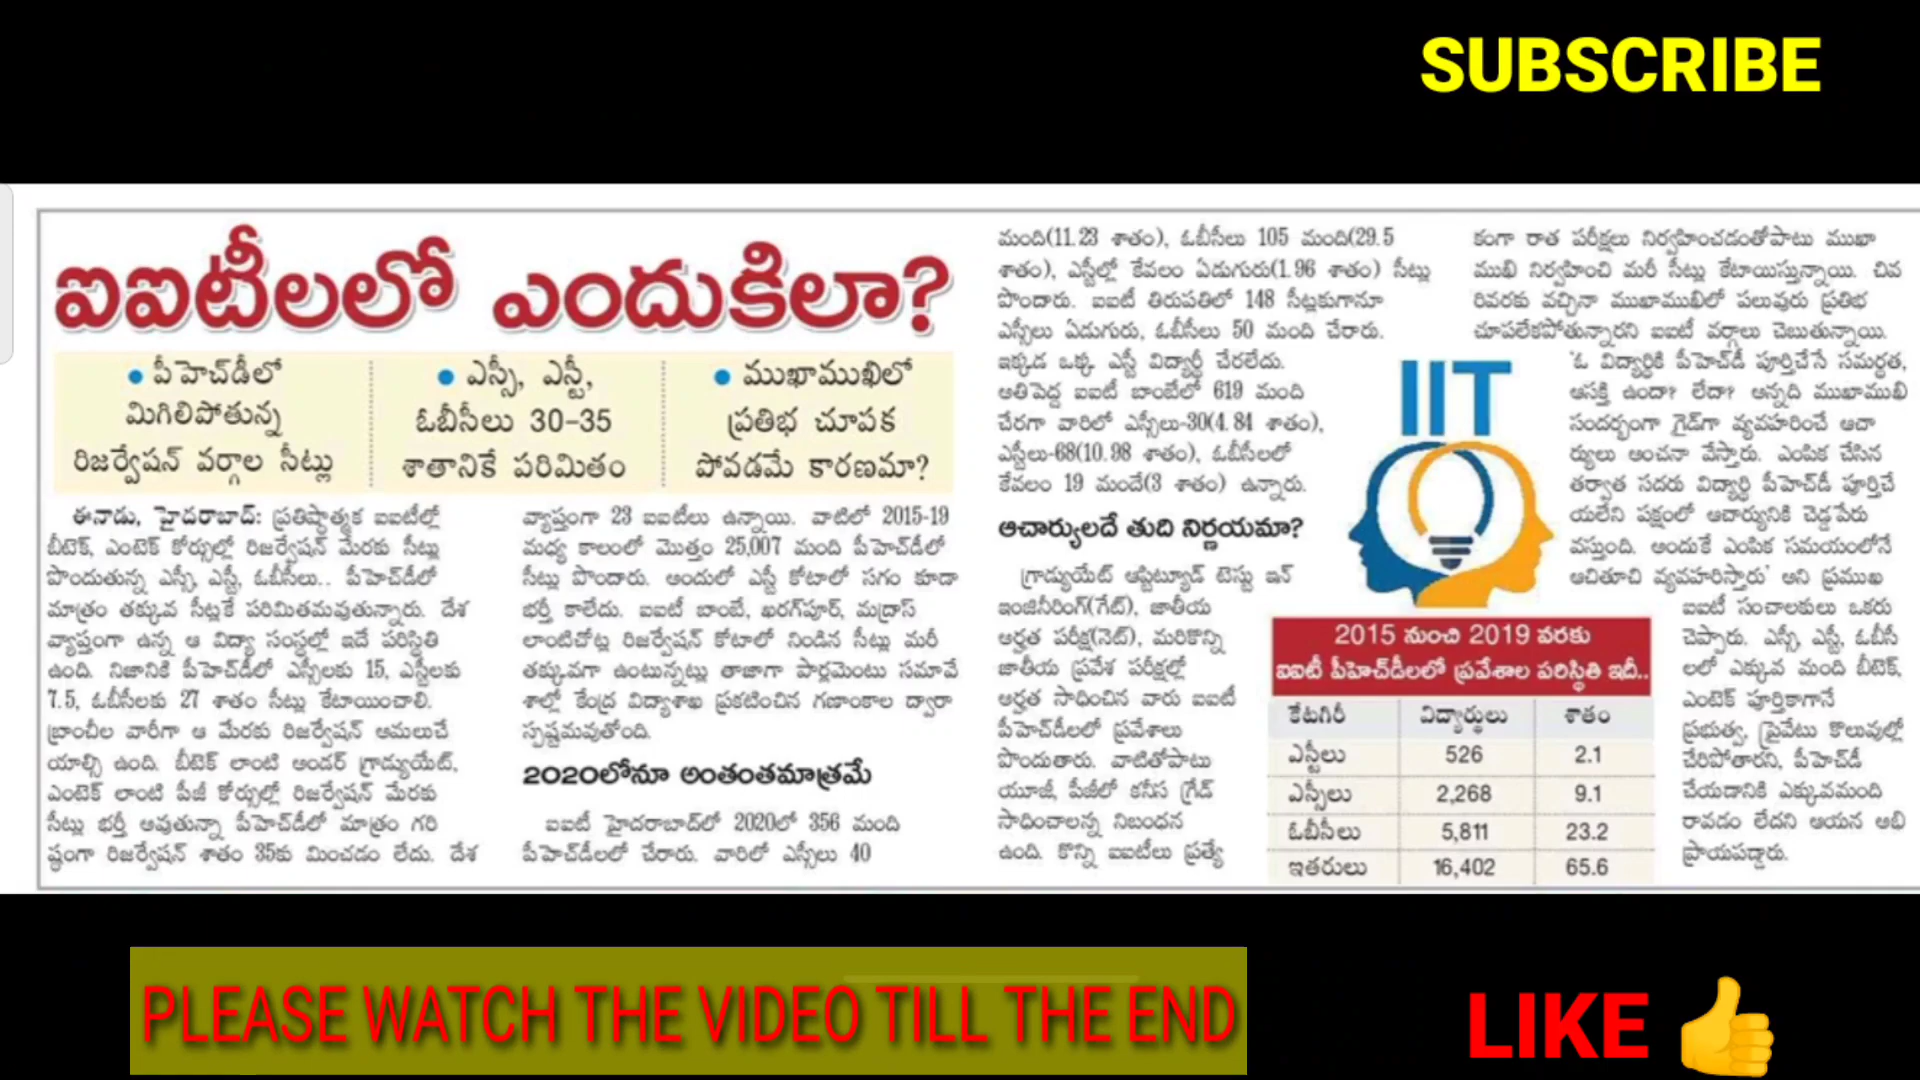 SUBSCRIBE
ఐఐటీలలో ఎందుకిలా?
• పీహెచ్‌డీలో
మిగిలిపోతున్న
రిజర్వేషన్ వర్గాల సీట్లు
• ఎస్సీ, ఎస్టీ,
ఓబీసీలు 30-35
శాతానికే పరిమితం
• ముఖాముఖిలో
ప్రతిభ చూపక
పోవడమే కారణమా?
ఈనాడు, హైదరాబాద్: ప్రతిష్ఠాత్మక ఐఐటీల్లో
బీటెక్, ఎంటెక్ కోర్సుల్లో రిజర్వేషన్ మేరకు సీట్లు
పొందుతున్న ఎస్సీ, ఎస్టీ, ఓబీసీలు.. పీహెచ్‌డీలో
మాత్రం తక్కువ సీట్లకే పరిమితమవుతున్నారు. దేశ
వ్యాప్తంగా ఉన్న ఆ విద్యా సంస్థల్లో ఇదే పరిస్థితి
ఉంది. నిజానికి పీహెచ్‌డీలో ఎస్సీలకు 15, ఎస్టీలకు
7.5, ఓబీసీలకు 27 శాతం సీట్లు కేటాయించాలి.
బ్రాంచీల వారీగా ఆ మేరకు రిజర్వేషన్ అమలుచే
యాల్సి ఉంది. బీటెక్ లాంటి అండర్ గ్రాడ్యుయేట్,
ఎంటెక్ లాంటి పీజీ కోర్సుల్లో రిజర్వేషన్ మేరకు
సీట్లు భర్తీ అవుతున్నా పీహెచ్‌డీలో మాత్రం గరి
ష్ఠంగా రిజర్వేషన్ శాతం 35కు మించడం లేదు. దేశ
వ్యాప్తంగా 23 ఐఐటీలు ఉన్నాయి. వాటిలో 2015-19
మధ్య కాలంలో మొత్తం 25,007 మంది పీహెచ్‌డీలో
సీట్లు పొందారు. అందులో ఎస్టీ కోటాలో సగం కూడా
భర్తీ కాలేదు. ఐఐటీ బాంబే, ఖరగ్‌పూర్, మద్రాస్
లాంటిచోట్ల రిజర్వేషన్ కోటాలో నిండిన సీట్లు మరీ
తక్కువగా ఉంటున్నట్లు తాజాగా పార్లమెంటు సమావే
శాల్లో కేంద్ర విద్యాశాఖ ప్రకటించిన గణాంకాల ద్వారా
స్పష్టమవుతోంది.
2020లోనూ అంతంతమాత్రమే
ఐఐటీ హైదరాబాద్‌లో 2020లో 356 మంది
పీహెచ్‌డీలలో చేరారు. వారిలో ఎస్సీలు 40
మంది(11.23 శాతం), ఓబీసీలు 105 మంది(29.5
శాతం), ఎస్టీల్లో కేవలం ఏడుగురు(1.96 శాతం) సీట్లు
పొందారు. ఐఐటీ తిరుపతిలో 148 సీట్లకుగానూ
ఎస్సీలు ఏడుగురు, ఓబీసీలు 50 మంది చేరారు.
ఇక్కడ ఒక్క ఎస్టీ విద్యార్థీ చేరలేదు.
అతిపెద్ద ఐఐటీ బాంబేలో 619 మంది
చేరగా వారిలో ఎస్సీలు-30(4.84 శాతం),
ఎస్టీలు-68(10.98 శాతం), ఓబీసీలలో
కేవలం 19 మందే(3 శాతం) ఉన్నారు.
ఆచార్యులదే తుది నిర్ణయమా?
గ్రాడ్యుయేట్ ఆప్టిట్యూడ్ టెస్టు ఇన్
ఇంజినీరింగ్(గేట్), జాతీయ
అర్హత పరీక్ష(నెట్), మరికొన్ని
జాతీయ ప్రవేశ పరీక్షల్లో
అర్హత సాధించిన వారు ఐఐటీ
పీహెచ్‌డీలలో ప్రవేశాలు
పొందుతారు. వాటితోపాటు
యూజీ, పీజీలో కనీస గ్రేడ్
సాధించాలన్న నిబంధన
ఉంది. కొన్ని ఐఐటీలు ప్రత్యే
కంగా రాత పరీక్షలు నిర్వహించడంతోపాటు ముఖా
ముఖి నిర్వహించి మరీ సీట్లు కేటాయిస్తున్నాయి. చివ
రివరకు వచ్చినా ముఖాముఖిలో పలువురు ప్రతిభ
చూపలేకపోతున్నారని ఐఐటీ వర్గాలు చెబుతున్నాయి.
'ఓ విద్యార్థికి పీహెచ్‌డీ పూర్తిచేసే సమర్థత,
ఆసక్తి ఉందా? లేదా? అన్నది ముఖాముఖి
సందర్భంగా గైడ్‌గా వ్యవహరించే ఆచా
ర్యులు అంచనా వేస్తారు. ఎంపిక చేసిన
తర్వాత సదరు విద్యార్థి పీహెచ్‌డీ పూర్తిచే
యలేని పక్షంలో ఆచార్యునికి చెడ్డపేరు
వస్తుంది. అందుకే ఎంపిక సమయంలోనే
ఆచితూచి వ్యవహరిస్తారు' అని ప్రముఖ
ఐఐటీ సంచాలకులు ఒకరు
చెప్పారు. ఎస్సీ, ఎస్టీ, ఓబీసీ
లలో ఎక్కువ మంది బీటెక్,
ఎంటెక్ పూర్తికాగానే
ప్రభుత్వ, ప్రైవేటు కొలువుల్లో
చేరిపోతారని, పీహెచ్‌డీ
చేయడానికి ఎక్కువమంది
రావడం లేదని ఆయన అభి
ప్రాయపడ్డారు.
IIT
2015 నుంచి 2019 వరకు
ఐఐటీ పీహెచ్‌డీలలో ప్రవేశాల పరిస్థితి ఇదీ..
కేటగిరీ విద్యార్థులు శాతం
ఎస్టీలు 526 2.1
ఎస్సీలు 2,268 9.1
ఓబీసీలు 5,811 23.2
ఇతరులు 16,402 65.6
PLEASE WATCH THE VIDEO TILL THE END
LIKE